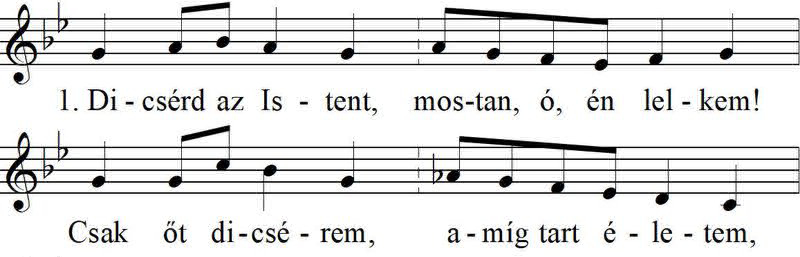 1. Di - csérd az Is - tent, mos-tan, ó, én lel - kem!
Csak őt di-csé - rem, a - míg tart é - le - tem,